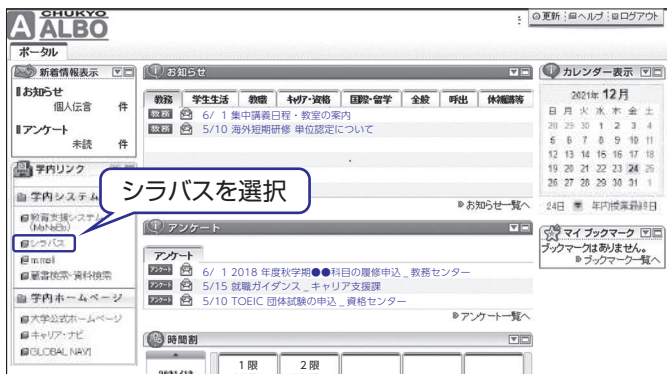 CHUKYO
ALBO
更新 ヘルプ ログアウト
ポータル
新着情報表示
お知らせ
個人伝言 件
アンケート
未読 件
学内リンク
学内システム
教育支援システム
(MaNaBo)
シラバス
m.mail
蔵書検索・資料検索
学内ホームページ
大学公式ホームページ
キャリア・ナビ
GLOBAL NAVI
シラバスを選択
お知らせ
教務 学生生活 教職 キャリア・資格 国際・留学 全般 呼出 休補講等
教務 6/ 1 集中講義日程・教室の案内
教務 5/10 海外短期研修 単位認定について
お知らせ一覧へ
アンケート
アンケート
アンケート 6/ 1 2018 年度秋学期●●科目の履修申込 _ 教務センター
アンケート 5/15 就職ガイダンス _ キャリア支援課
アンケート 5/10 TOEIC 団体試験の申込 _ 資格センター
アンケート一覧へ
時間割
2021/12
1 限 2 限
カレンダー表示
2021年 12月
日 月 火 水 木 金 土
28 29 30 1 2 3 4
5 6 7 8 9 10 11
12 13 14 15 16 17 18
19 20 21 22 23 24 25
26 27 28 29 30 31 1
24日 年内授業最終日
マイ ブックマーク
ブックマークはありません。
ブックマーク一覧へ